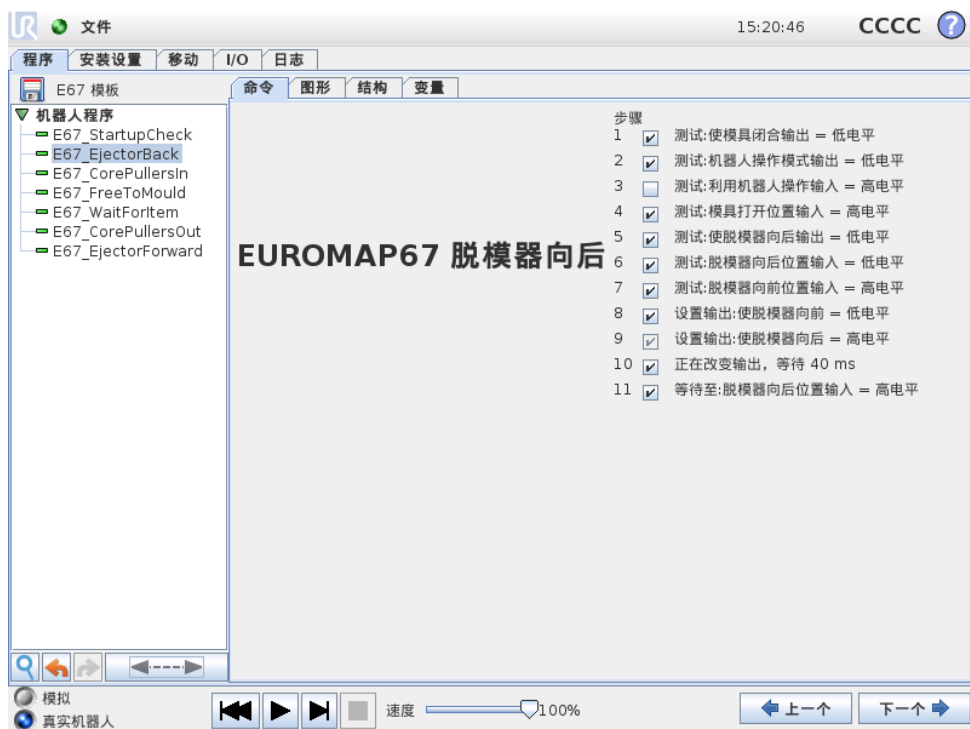 UR 文件 15:20:46 CCCC ?
程序 安装设置 移动 I/O 日志
E67 模板
命令 图形 结构 变量
机器人程序
E67_StartupCheck
E67_EjectorBack
E67_CorePullersIn
E67_FreeToMould
E67_WaitForItem
E67_CorePullersOut
E67_EjectorForward
EUROMAP67 脱模器向后
步骤
1 测试:使模具闭合输出 = 低电平
2 测试:机器人操作模式输出 = 低电平
3 测试:利用机器人操作输入 = 高电平
4 测试:模具打开位置输入 = 高电平
5 测试:使脱模器向后输出 = 低电平
6 测试:脱模器向后位置输入 = 低电平
7 测试:脱模器向前位置输入 = 高电平
8 设置输出:使脱模器向前 = 低电平
9 设置输出:使脱模器向后 = 高电平
10 正在改变输出，等待 40 ms
11 等待至:脱模器向后位置输入 = 高电平
模拟
真实机器人
速度 100%
上一个 下一个